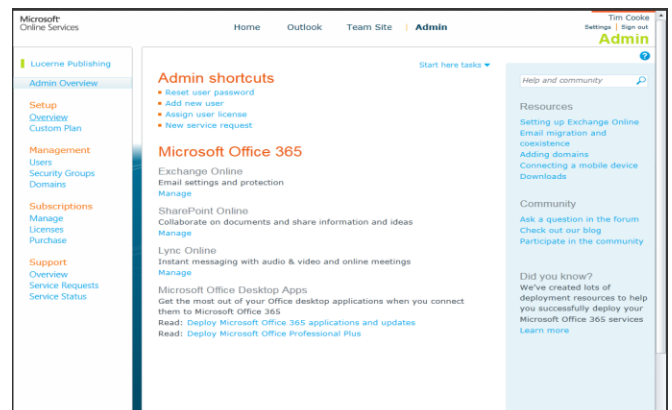 Microsoft
Online Services
Home Outlook Team Site | Admin
Tim Cooke
Settings | Sign out
Admin
Lucerne Publishing
Admin Overview
Setup
Overview
Custom Plan
Management
Users
Security Groups
Domains
Subscriptions
Manage
Licenses
Purchase
Support
Overview
Service Requests
Service Status
Start here tasks
Admin shortcuts
Reset user password
Add new user
Assign user license
New service request
Microsoft Office 365
Exchange Online
Email settings and protection
Manage
SharePoint Online
Collaborate on documents and share information and ideas
Manage
Lync Online
Instant messaging with audio & video and online meetings
Manage
Microsoft Office Desktop Apps
Get the most out of your Office desktop applications when you connect
them to Microsoft Office 365
Read: Deploy Microsoft Office 365 applications and updates
Read: Deploy Microsoft Office Professional Plus
?
Help and community
Resources
Setting up Exchange Online
Email migration and
coexistence
Adding domains
Connecting a mobile device
Downloads
Community
Ask a question in the forum
Check out our blog
Participate in the community
Did you know?
We've created lots of
deployment resources to help
you successfully deploy your
Microsoft Office 365 services
Learn more